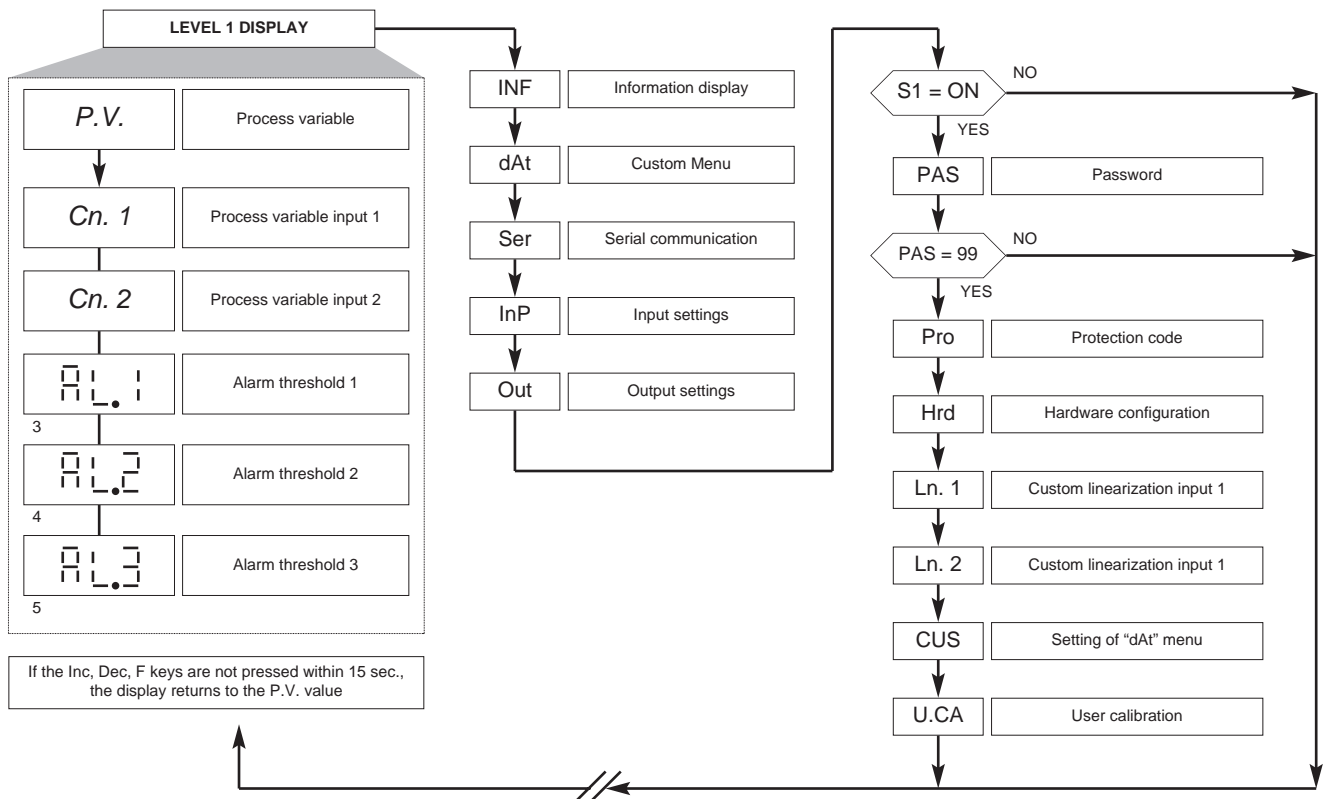 LEVEL 1 DISPLAY
P.V.
Process variable
Cn. 1
Process variable input 1
Cn. 2
Process variable input 2
AL.1
Alarm threshold 1
3
AL.2
Alarm threshold 2
4
AL.3
Alarm threshold 3
5
If the Inc, Dec, F keys are not pressed within 15 sec.,
the display returns to the P.V. value
INF
Information display
dAt
Custom Menu
Ser
Serial communication
InP
Input settings
Out
Output settings
S1 = ON
NO
YES
PAS
Password
PAS = 99
NO
YES
Pro
Protection code
Hrd
Hardware configuration
Ln. 1
Custom linearization input 1
Ln. 2
Custom linearization input 1
CUS
Setting of “dAt” menu
U.CA
User calibration